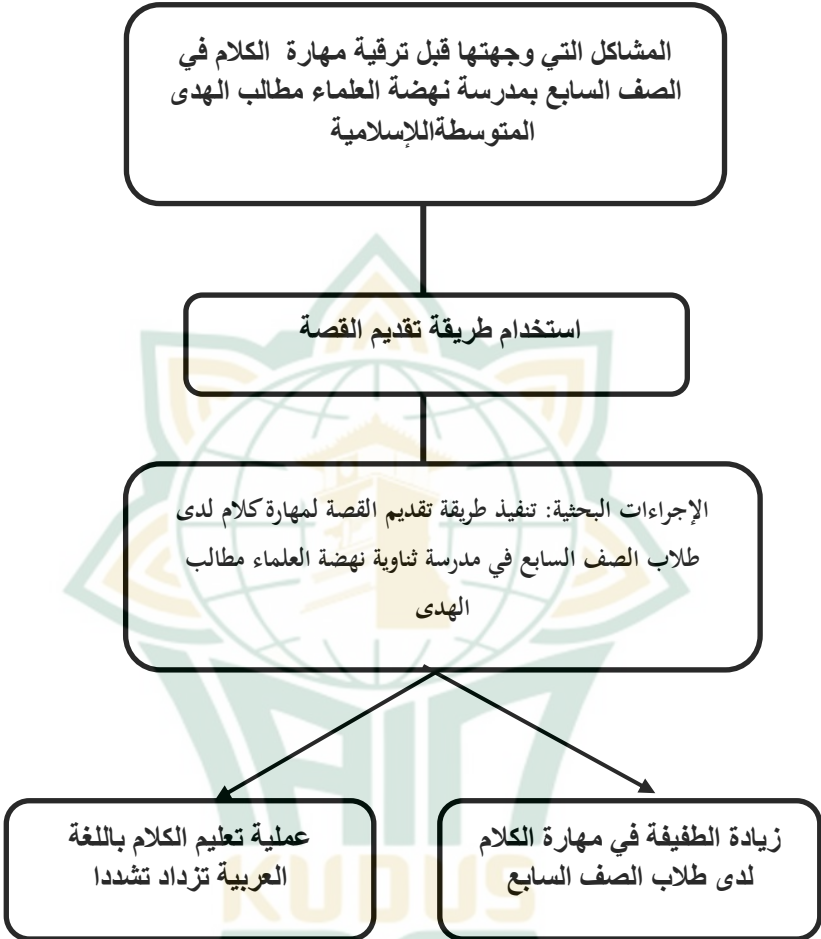 المشاكل التي وجهتها قبل ترقية مهارة الكلام في
الصف السابع بمدرسة نهضة العلماء مطالب الهدى
المتوسطةاللإسلامية
استخدام طريقة تقديم القصة
الإجراءات البحثية: تنفيذ طريقة تقديم القصة لمهارة كلام لدى
طلاب الصف السابع في مدرسة ثناوية نهضة العلماء مطالب
الهدى
زيادة الطفيفة في مهارة الكلام
لدى طلاب الصف السابع
عملية تعليم الكلام باللغة
العربية تزداد تشددا
IAIN
KUDUS